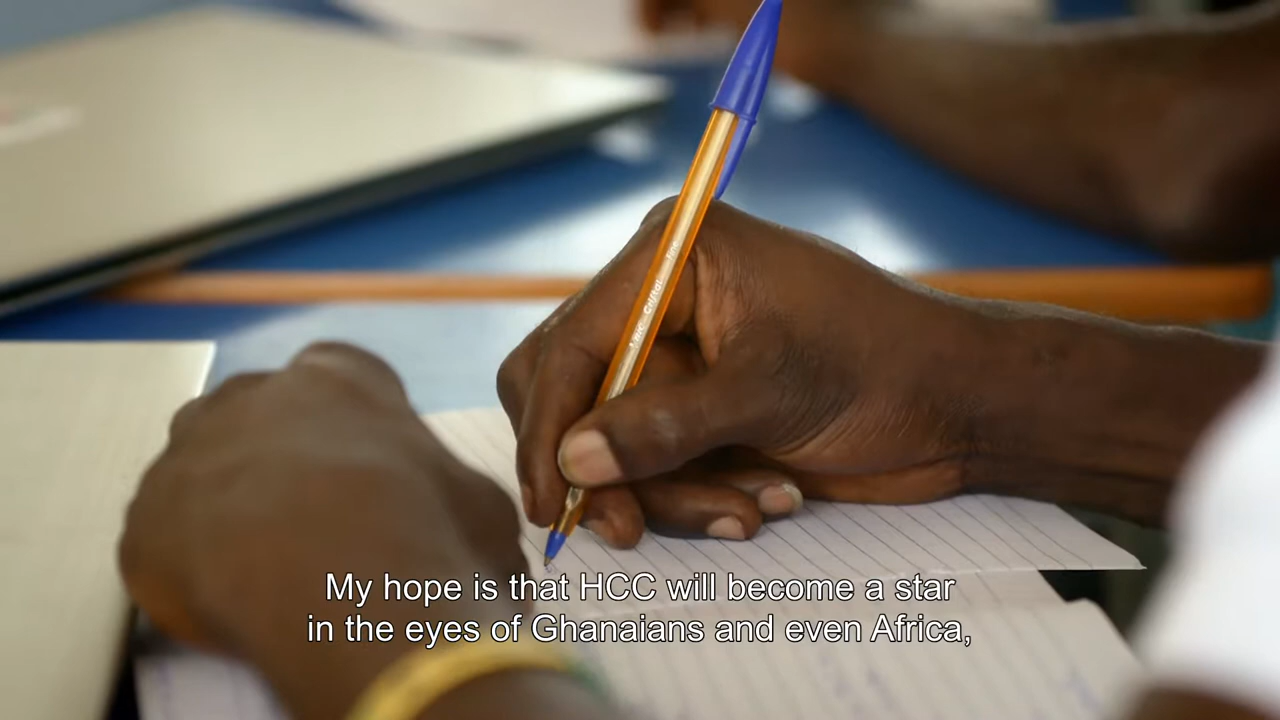 My hope is that HCC will become a star
in the eyes of Ghanaians and even Africa,